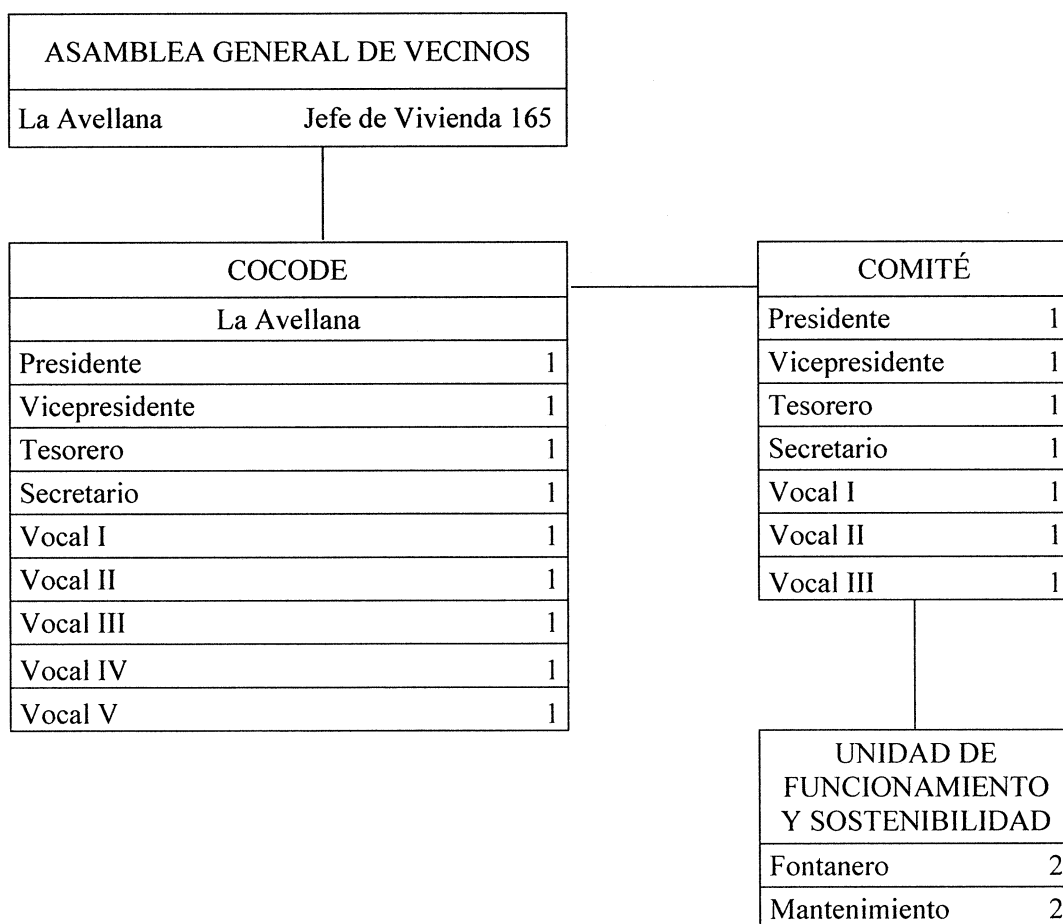 ASAMBLEA GENERAL DE VECINOS
La Avellana Jefe de Vivienda 165
COCODE
La Avellana
Presidente 1
Vicepresidente 1
Tesorero 1
Secretario 1
Vocal I 1
Vocal II 1
Vocal III 1
Vocal IV 1
Vocal V 1
COMITÉ
Presidente 1
Vicepresidente 1
Tesorero 1
Secretario 1
Vocal I 1
Vocal II 1
Vocal III 1
UNIDAD DE
FUNCIONAMIENTO
Y SOSTENIBILIDAD
Fontanero 2
Mantenimiento 2